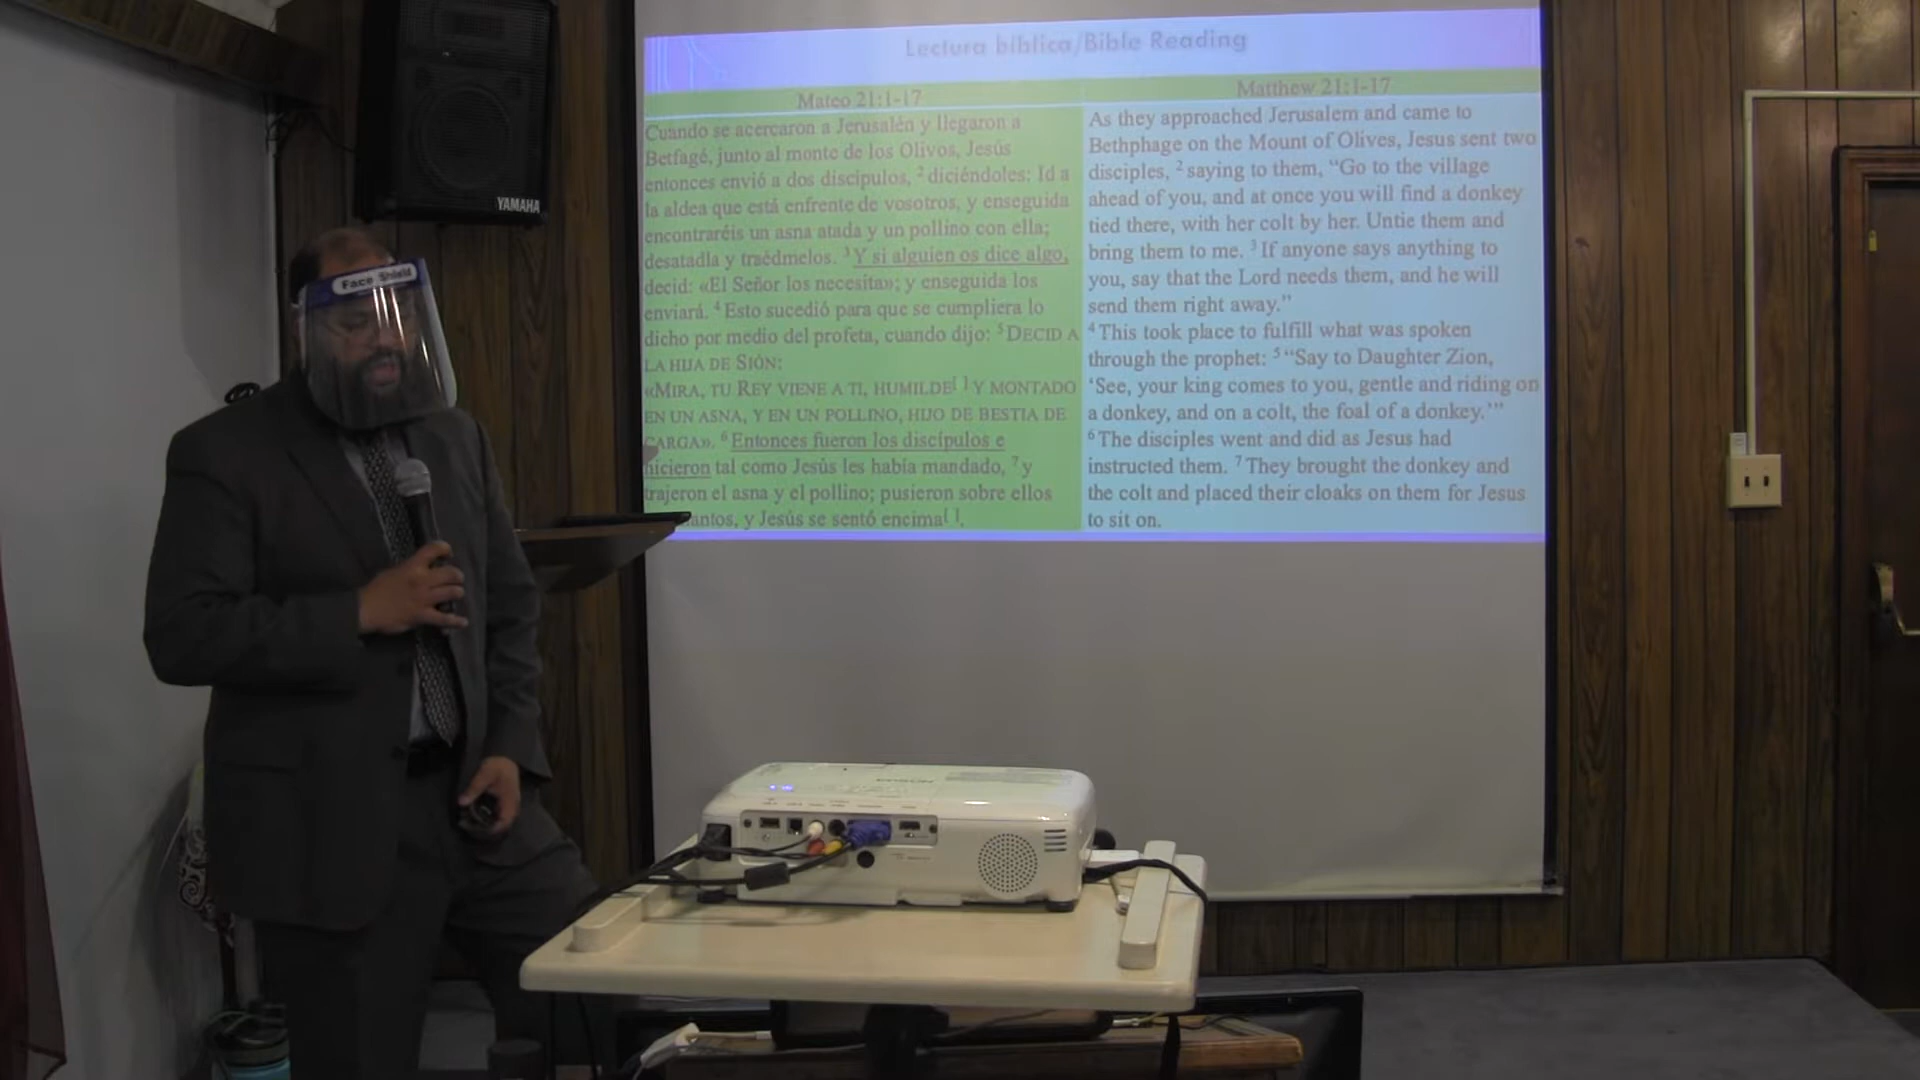 YAMAHA
Face Shield
Lectura bíblica/Bible Reading
Mateo 21:1-17
Cuando se acercaron a Jerusalén y llegaron a
Betfagé, junto al monte de los Olivos, Jesús
entonces envió a dos discípulos, 2 diciéndoles: Id a
la aldea que está enfrente de vosotros, y enseguida
encontraréis un asna atada y un pollino con ella;
desatadla y traédmelos. 3 Y si alguien os dice algo,
decid: «El Señor los necesita»; y enseguida los
enviará. 4 Esto sucedió para que se cumpliera lo
dicho por medio del profeta, cuando dijo: 5 DECID A
LA HIJA DE SIÓN:
«MIRA, TU REY VIENE A TI, HUMILDE[ ] Y MONTADO
EN UN ASNA, Y EN UN POLLINO, HIJO DE BESTIA DE
CARGA». 6 Entonces fueron los discípulos e
hicieron tal como Jesús les había mandado, 7 y
trajeron el asna y el pollino; pusieron sobre ellos
antos, y Jesús se sentó encima[ ].
Matthew 21:1-17
As they approached Jerusalem and came to
Bethphage on the Mount of Olives, Jesus sent two
disciples, 2 saying to them, “Go to the village
ahead of you, and at once you will find a donkey
tied there, with her colt by her. Untie them and
bring them to me. 3 If anyone says anything to
you, say that the Lord needs them, and he will
send them right away.”
4 This took place to fulfill what was spoken
through the prophet: 5 “Say to Daughter Zion,
‘See, your king comes to you, gentle and riding on
a donkey, and on a colt, the foal of a donkey.’”
6 The disciples went and did as Jesus had
instructed them. 7 They brought the donkey and
the colt and placed their cloaks on them for Jesus
to sit on.